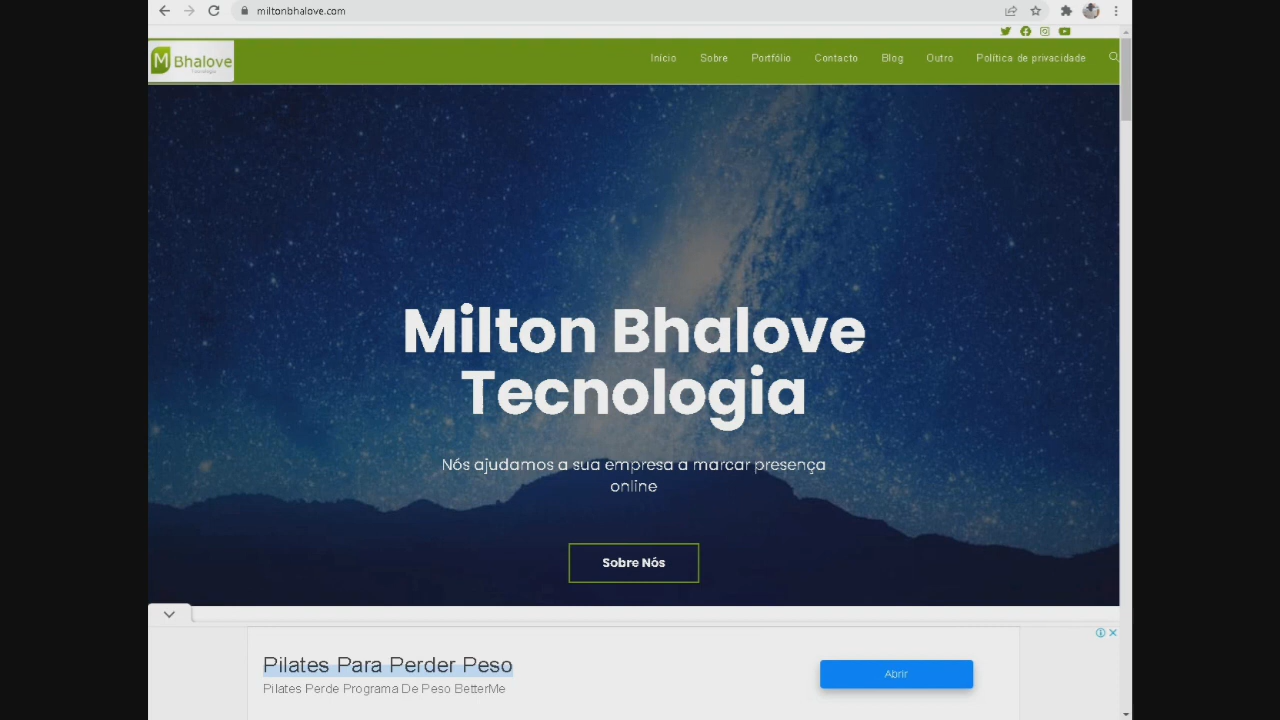 miltonbhalove.com
M Bhalove
Tecnologia
Início Sobre Portfólio Contacto Blog Outro Política de privacidade
Milton Bhalove
Tecnologia
Nós ajudamos a sua empresa a marcar presença
online
Sobre Nós
Pilates Para Perder Peso
Pilates Perde Programa De Peso BetterMe
Abrir